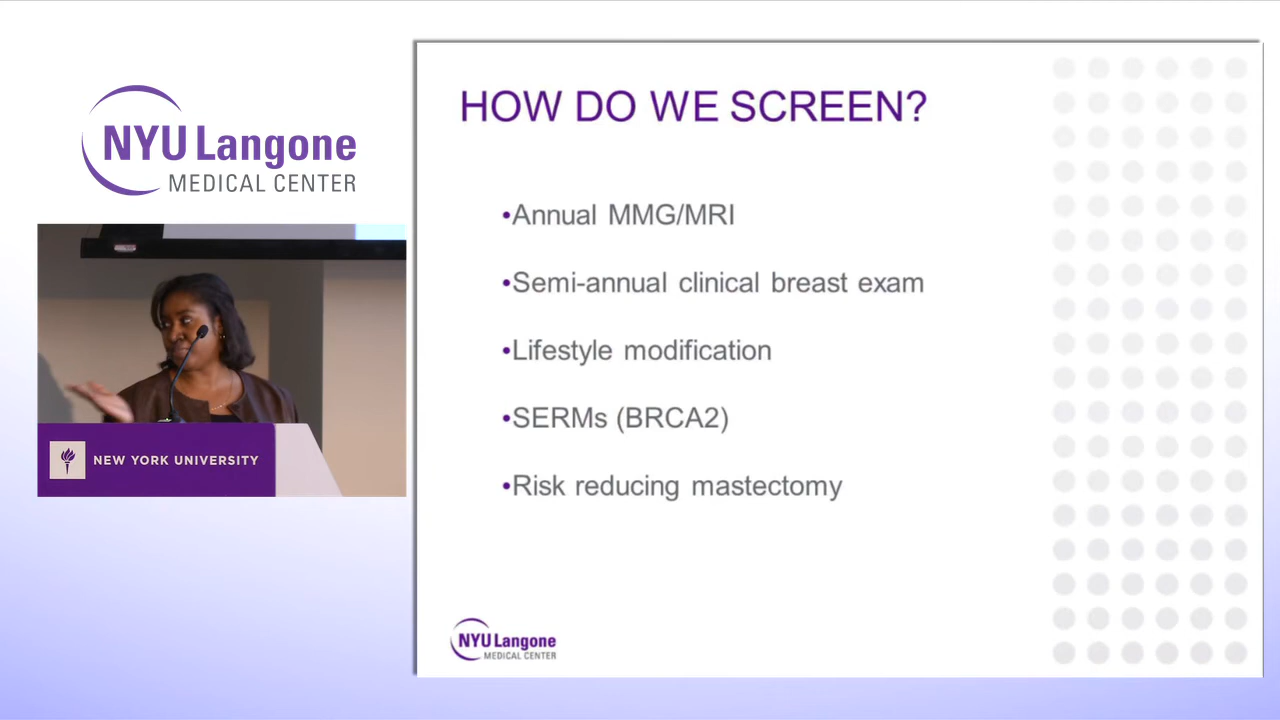 NYU Langone
MEDICAL CENTER
NEW YORK UNIVERSITY
HOW DO WE SCREEN?
•Annual MMG/MRI
•Semi-annual clinical breast exam
•Lifestyle modification
•SERMs (BRCA2)
•Risk reducing mastectomy
NYU Langone
MEDICAL CENTER